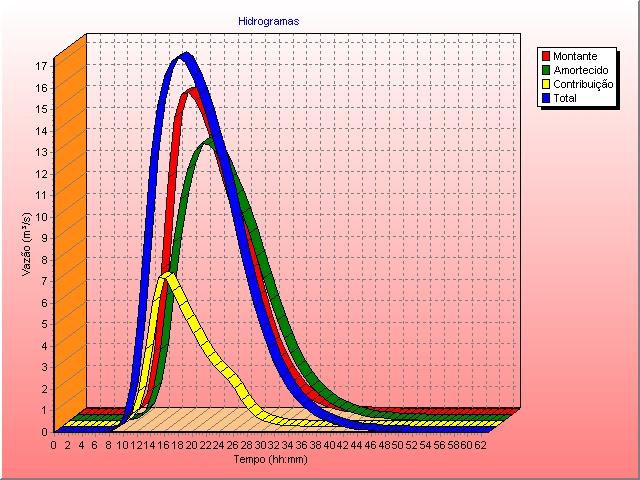 Hidrogramas
Montante
Amortecido
Contribuição
Total
Vazão (m³/s)
17
16
15
14
13
12
11
10
9
8
7
6
5
4
3
2
1
0
0 2 4 6 8 10 12 14 16 18 20 22 24 26 28 30 32 34 36 38 40 42 44 46 48 50 52 54 56 58 60 62
Tempo (hh:mm)